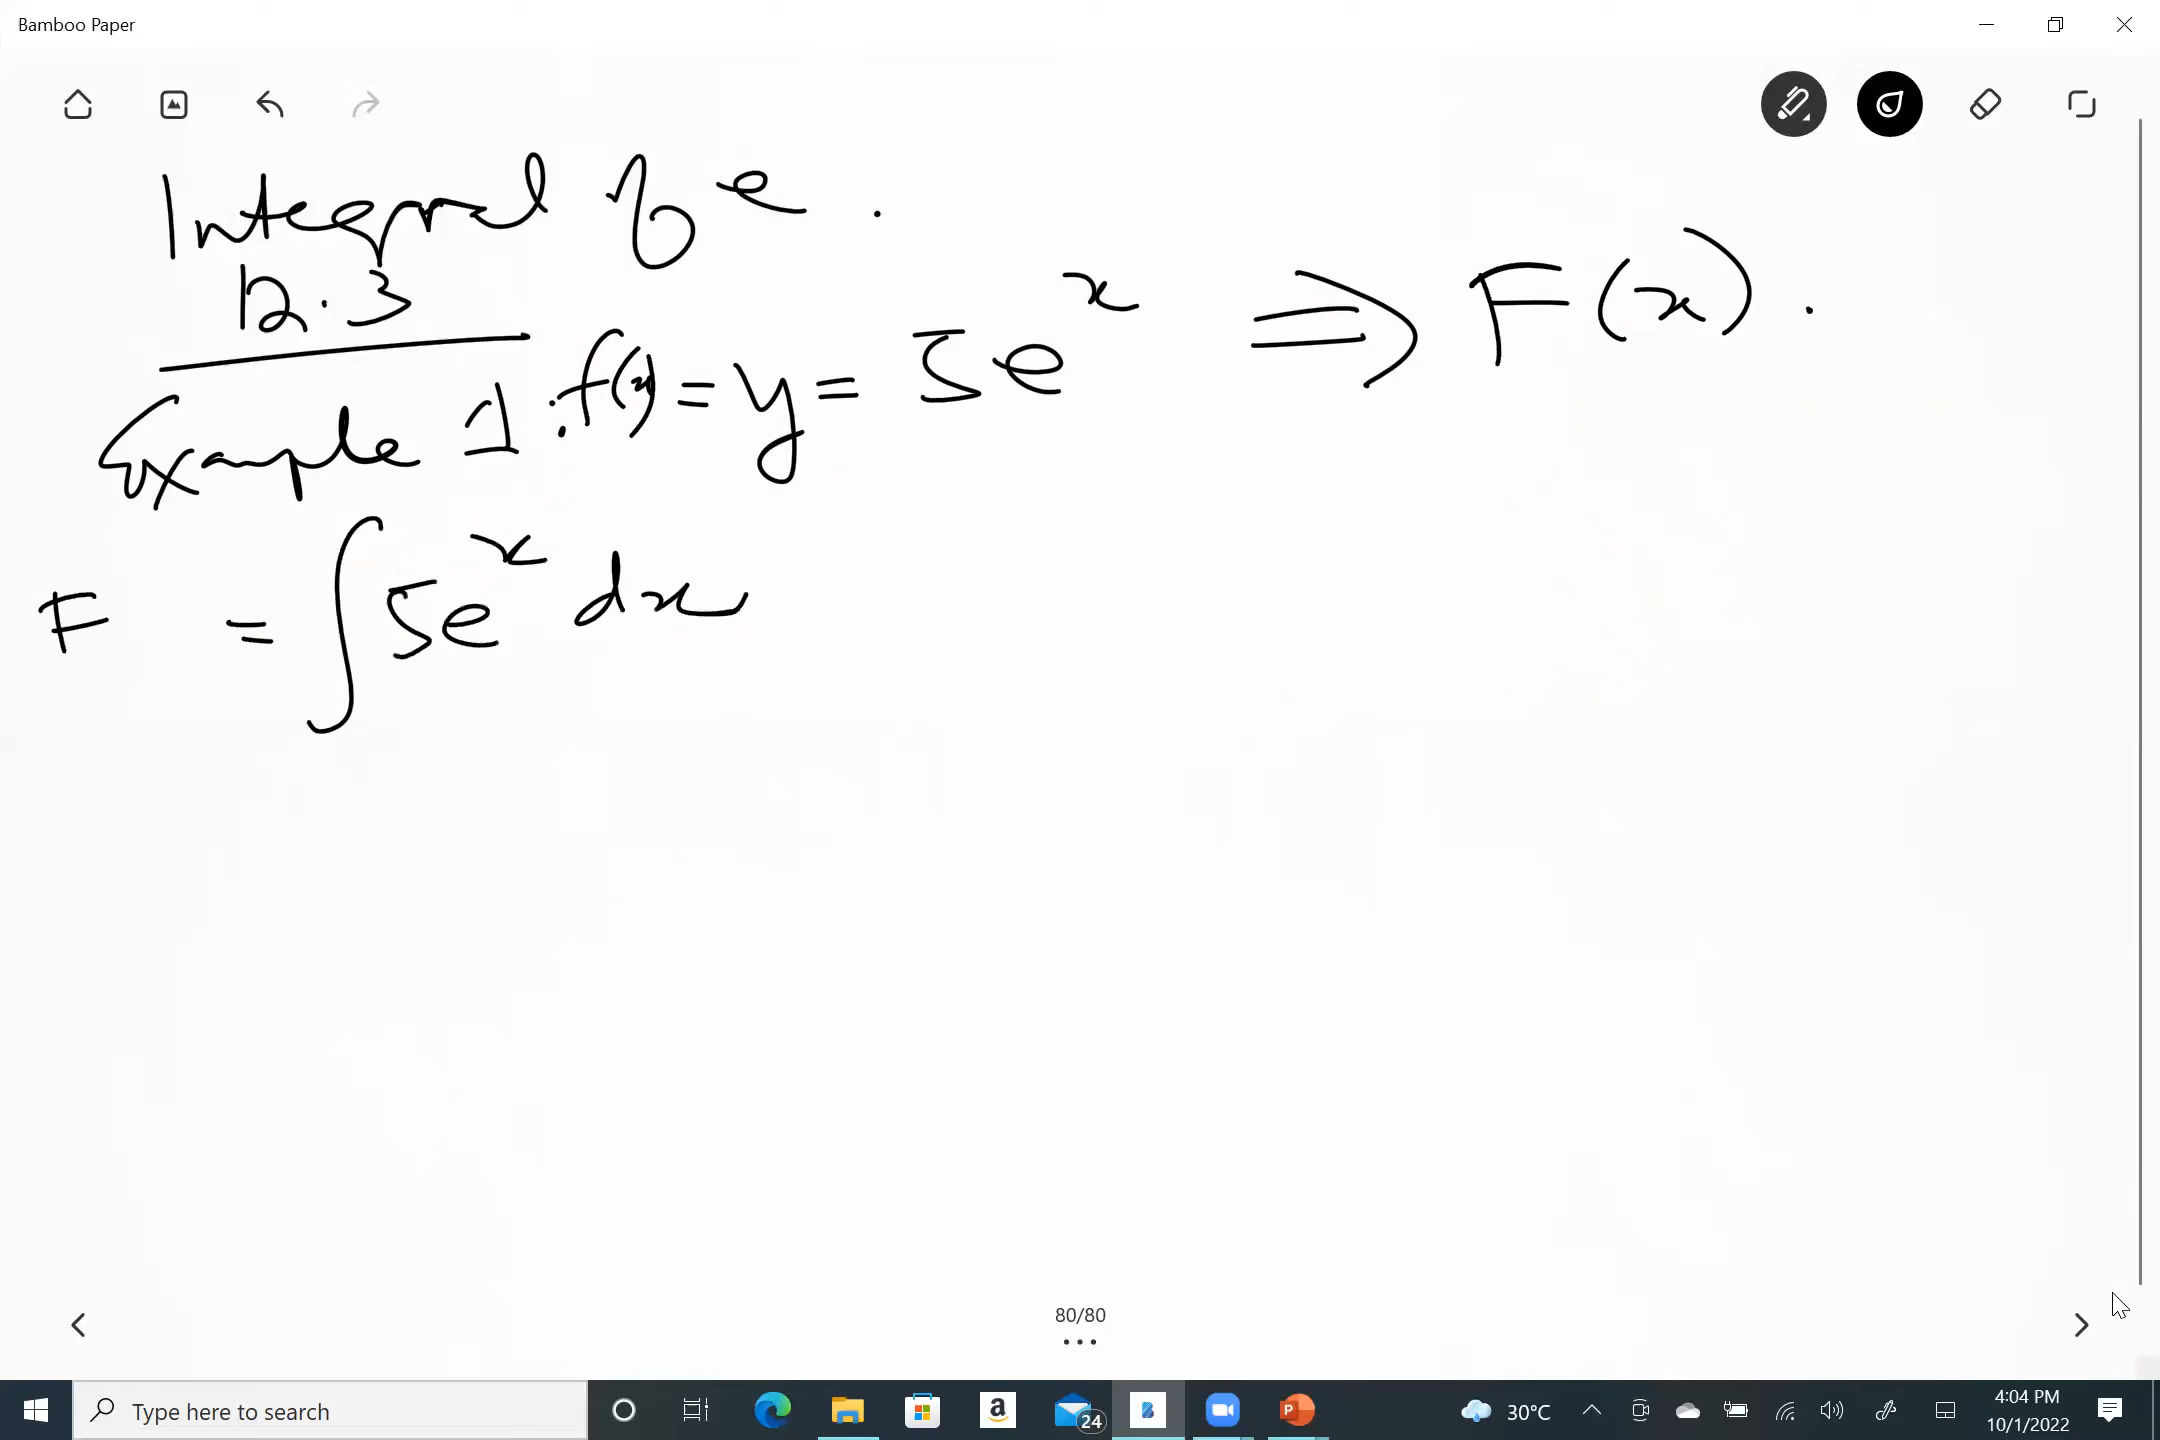 Bamboo Paper
Integral of e .
12.3
Example 1 : f(x) = y = 5e^x ⇒ F(x) .
F = ∫ 5e^x dx
80/80
Type here to search
24
30°C
4:04 PM
10/1/2022